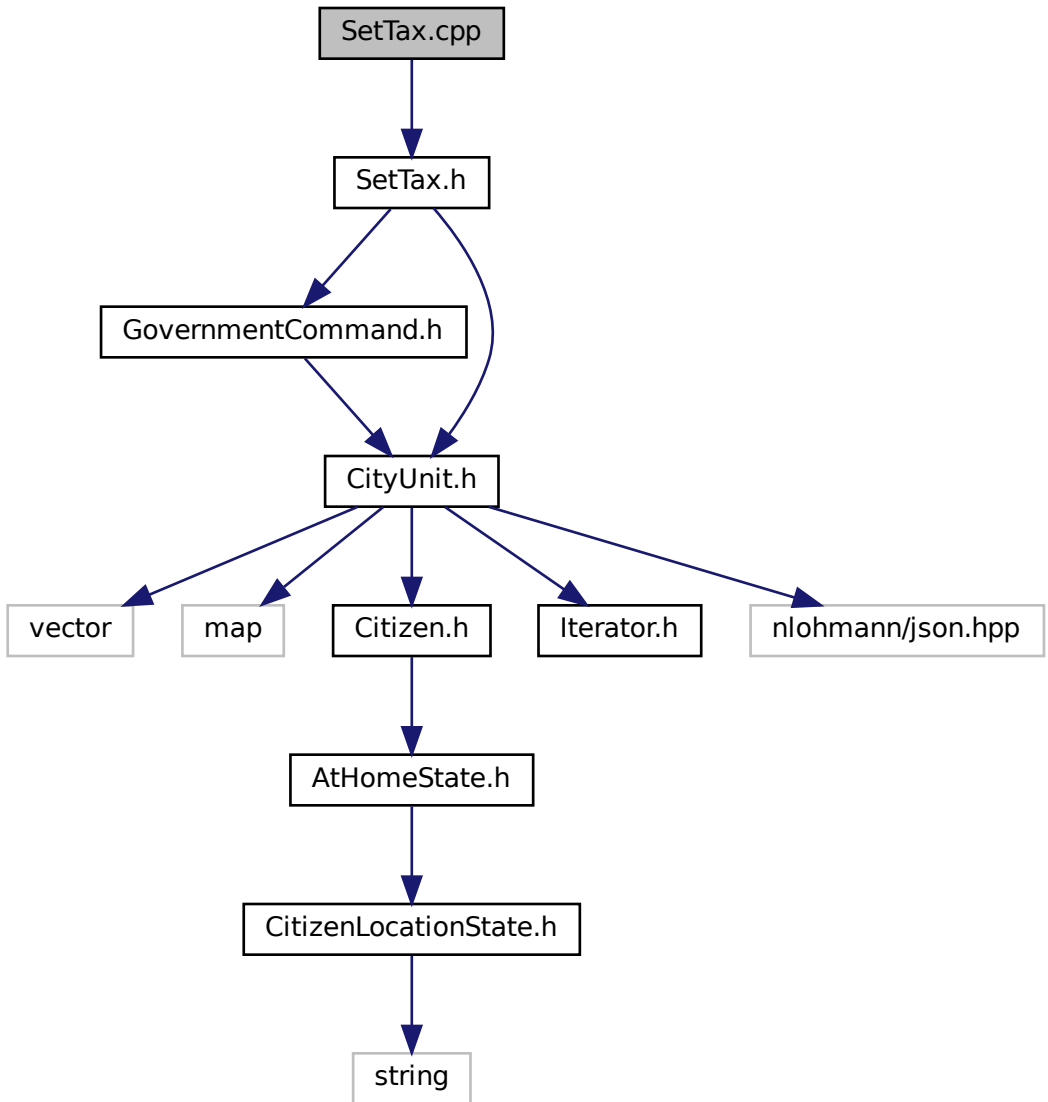 SetTax.cpp
SetTax.h
GovernmentCommand.h
CityUnit.h
vector
map
Citizen.h
Iterator.h
nlohmann/json.hpp
AtHomeState.h
CitizenLocationState.h
string